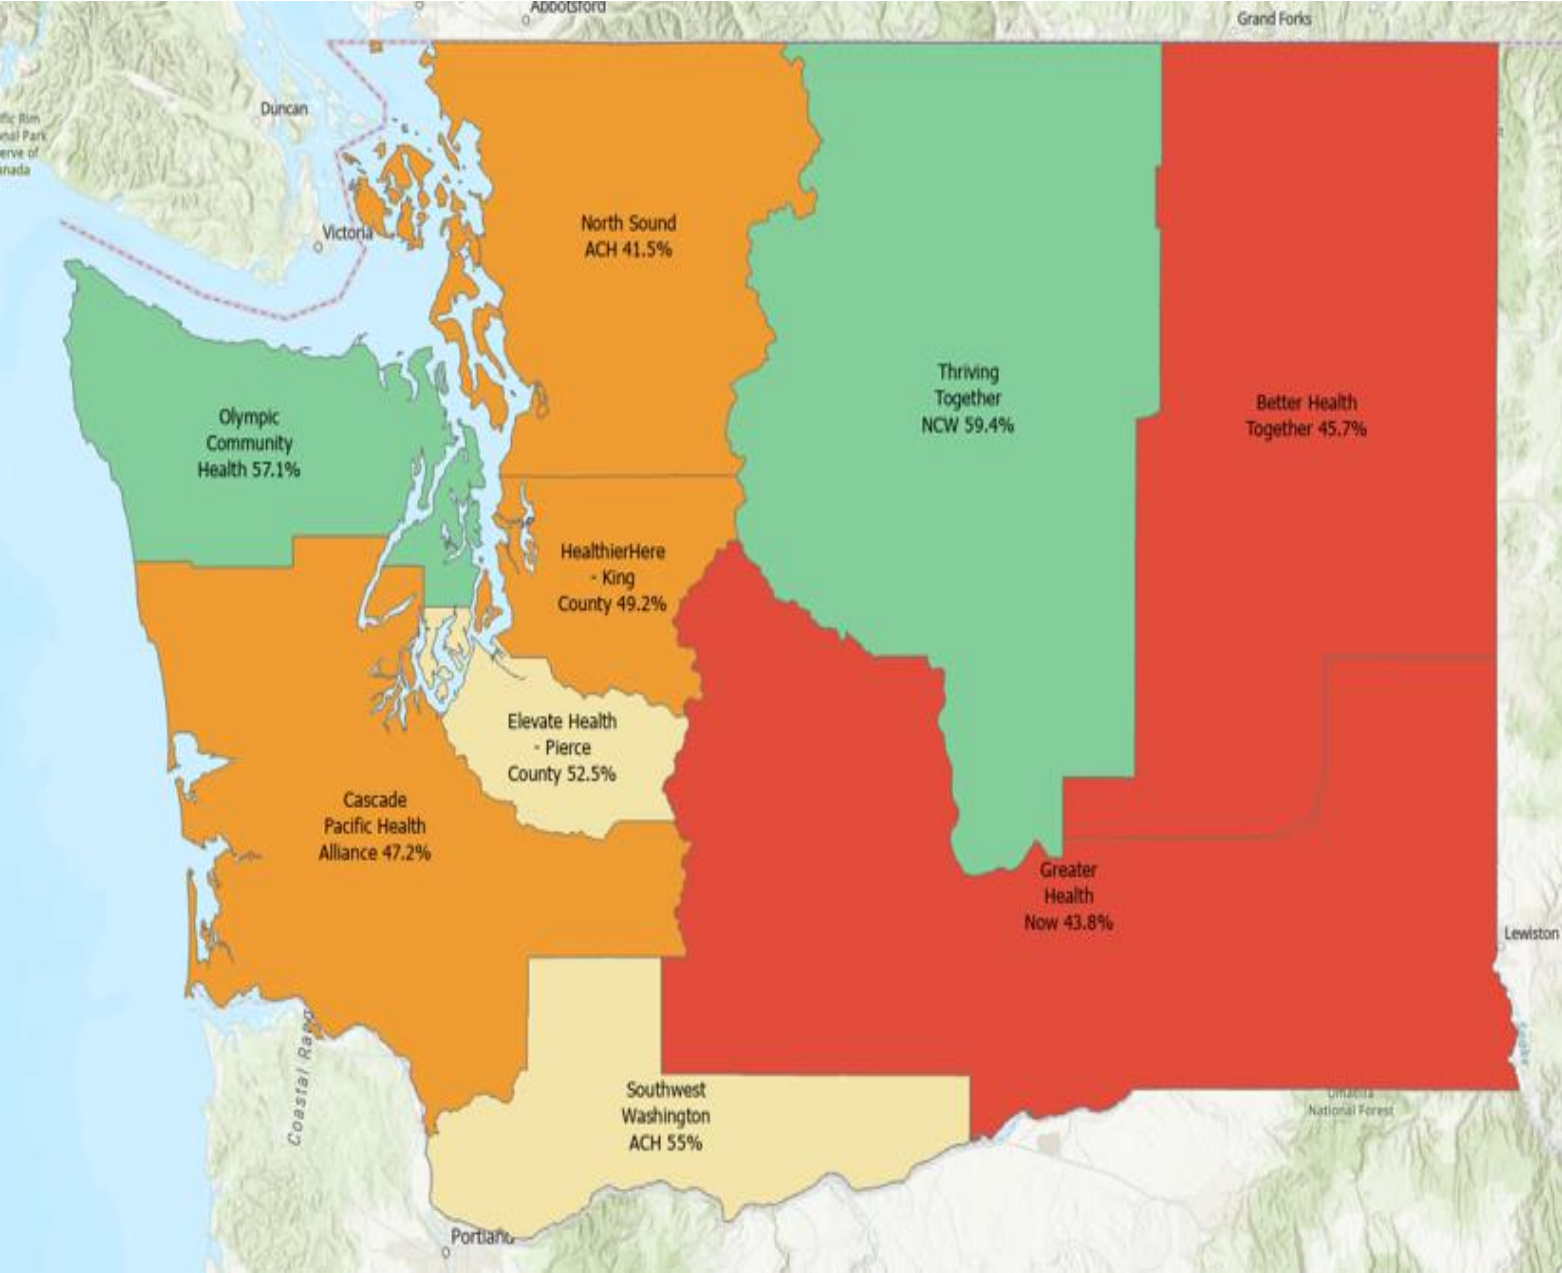 Abbotsford
Grand Forks
Duncan
Victoria
North Sound
ACH 41.5%
Olympic
Community
Health 57.1%
Thriving
Together
NCW 59.4%
Better Health
Together 45.7%
HealthierHere
- King
County 49.2%
Elevate Health
- Pierce
County 52.5%
Cascade
Pacific Health
Alliance 47.2%
Greater
Health
Now 43.8%
Lewiston
Coastal Rang
Southwest
Washington
ACH 55%
Umatilla
National Forest
Snake
Portland